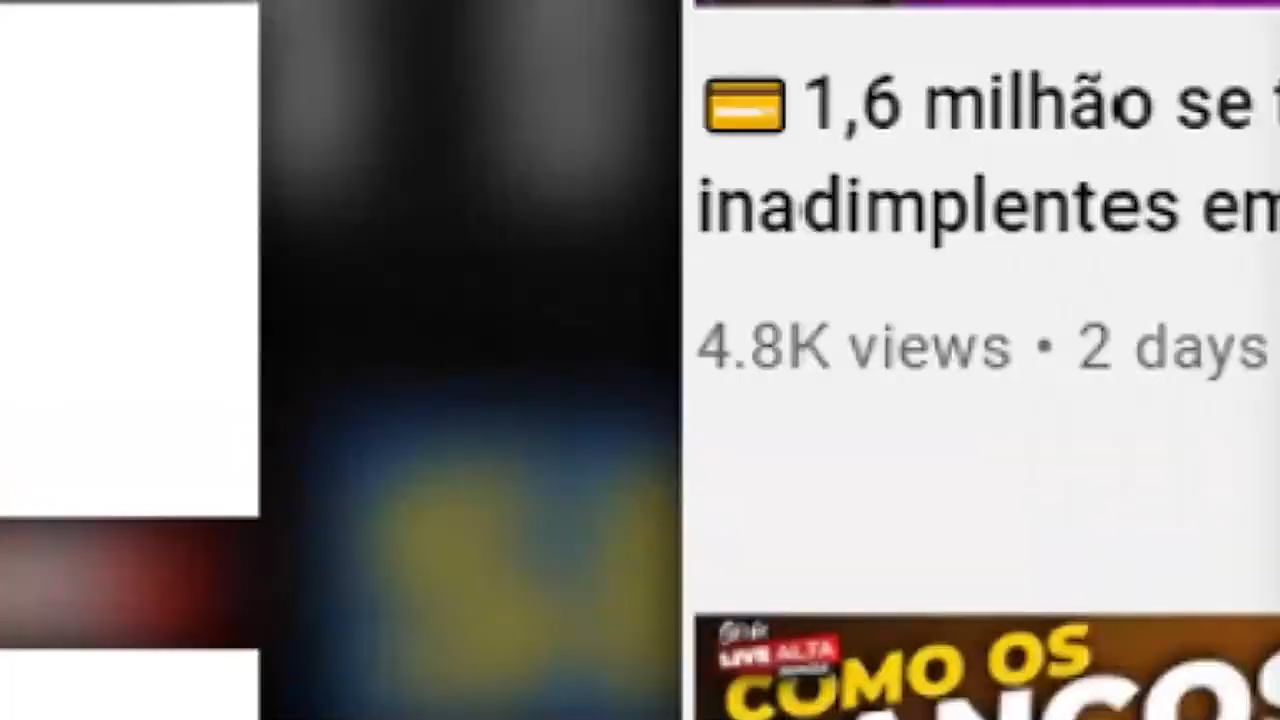 1,6 milhão se
inadimplentes em
4.8K views • 2 days
LIVE ALTA
COMO OS